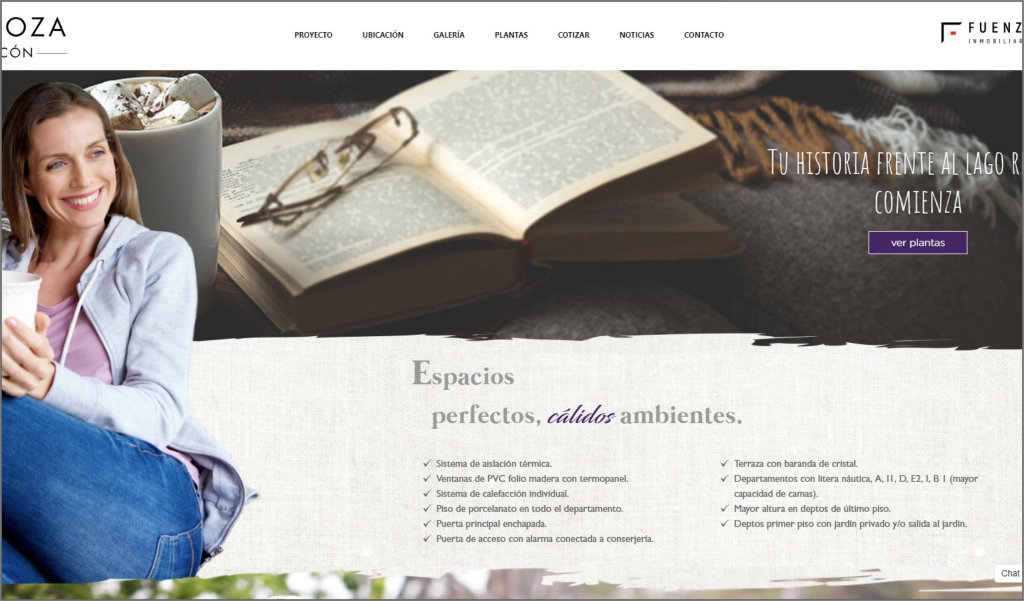 OZA
CÓN
PROYECTO UBICACIÓN GALERÍA PLANTAS COTIZAR NOTICIAS CONTACTO
FUENZ
INMOBILIAR
TU HISTORIA FRENTE AL LAGO R
COMIENZA
ver plantas
Espacios
perfectos, cálidos ambientes.
Sistema de aislación térmica.
Ventanas de PVC folio madera con termopanel.
Sistema de calefacción individual.
Piso de porcelanato en todo el departamento.
Puerta principal enchapada.
Puerta de acceso con alarma conectada a conserjería.
Terraza con baranda de cristal.
Departamentos con litera náutica, A, I1, D, E2, I, B 1 (mayor
capacidad de camas).
Mayor altura en deptos de último piso.
Deptos primer piso con jardín privado y/o salida al jardín.
Chat